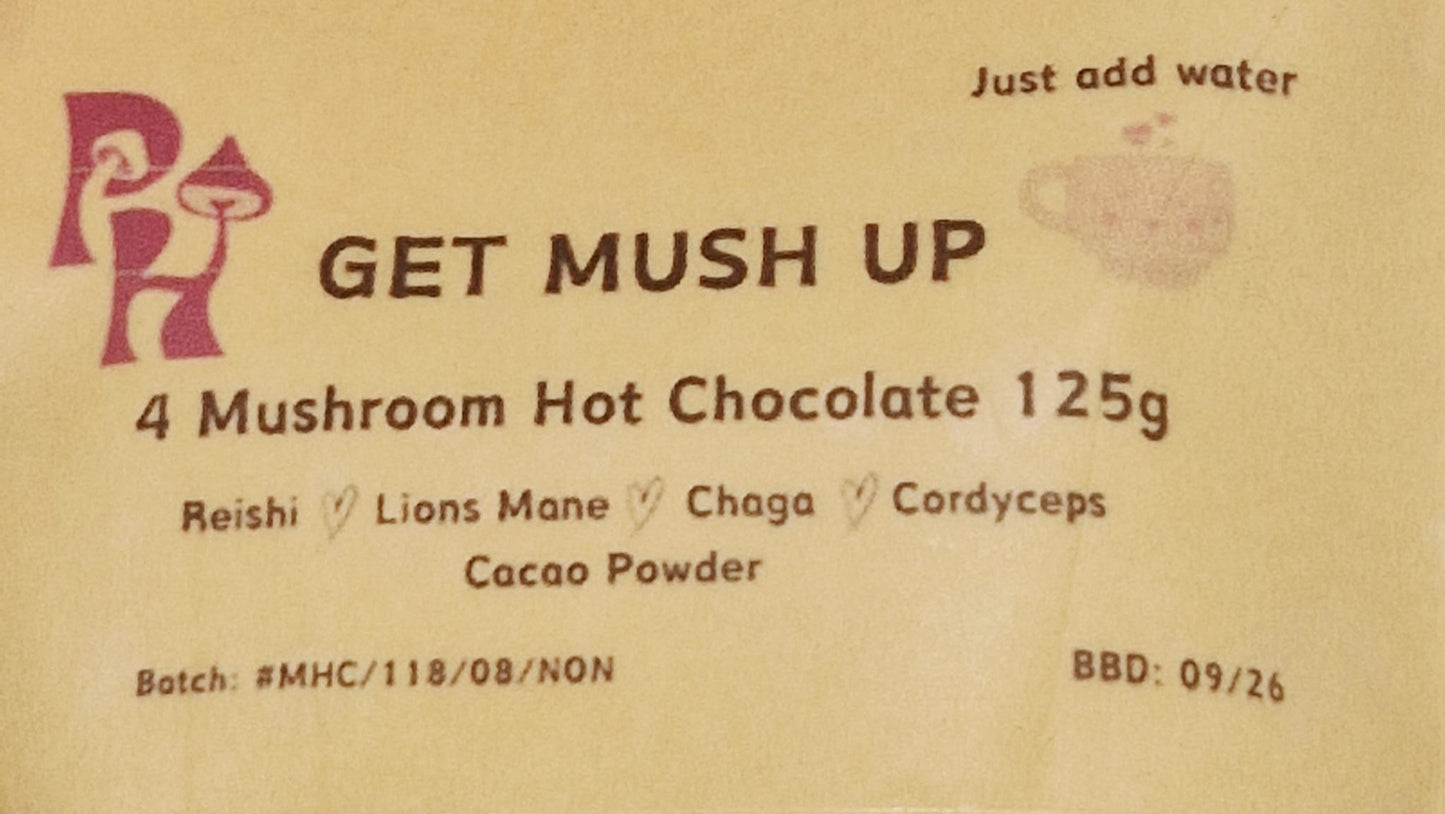 Just add water
PH
GET MUSH UP
4 Mushroom Hot Chocolate 125g
Reishi ♡ Lions Mane ♡ Chaga ♡ Cordyceps
Cacao Powder
Batch: #MHC/118/08/NON
BBD: 09/26